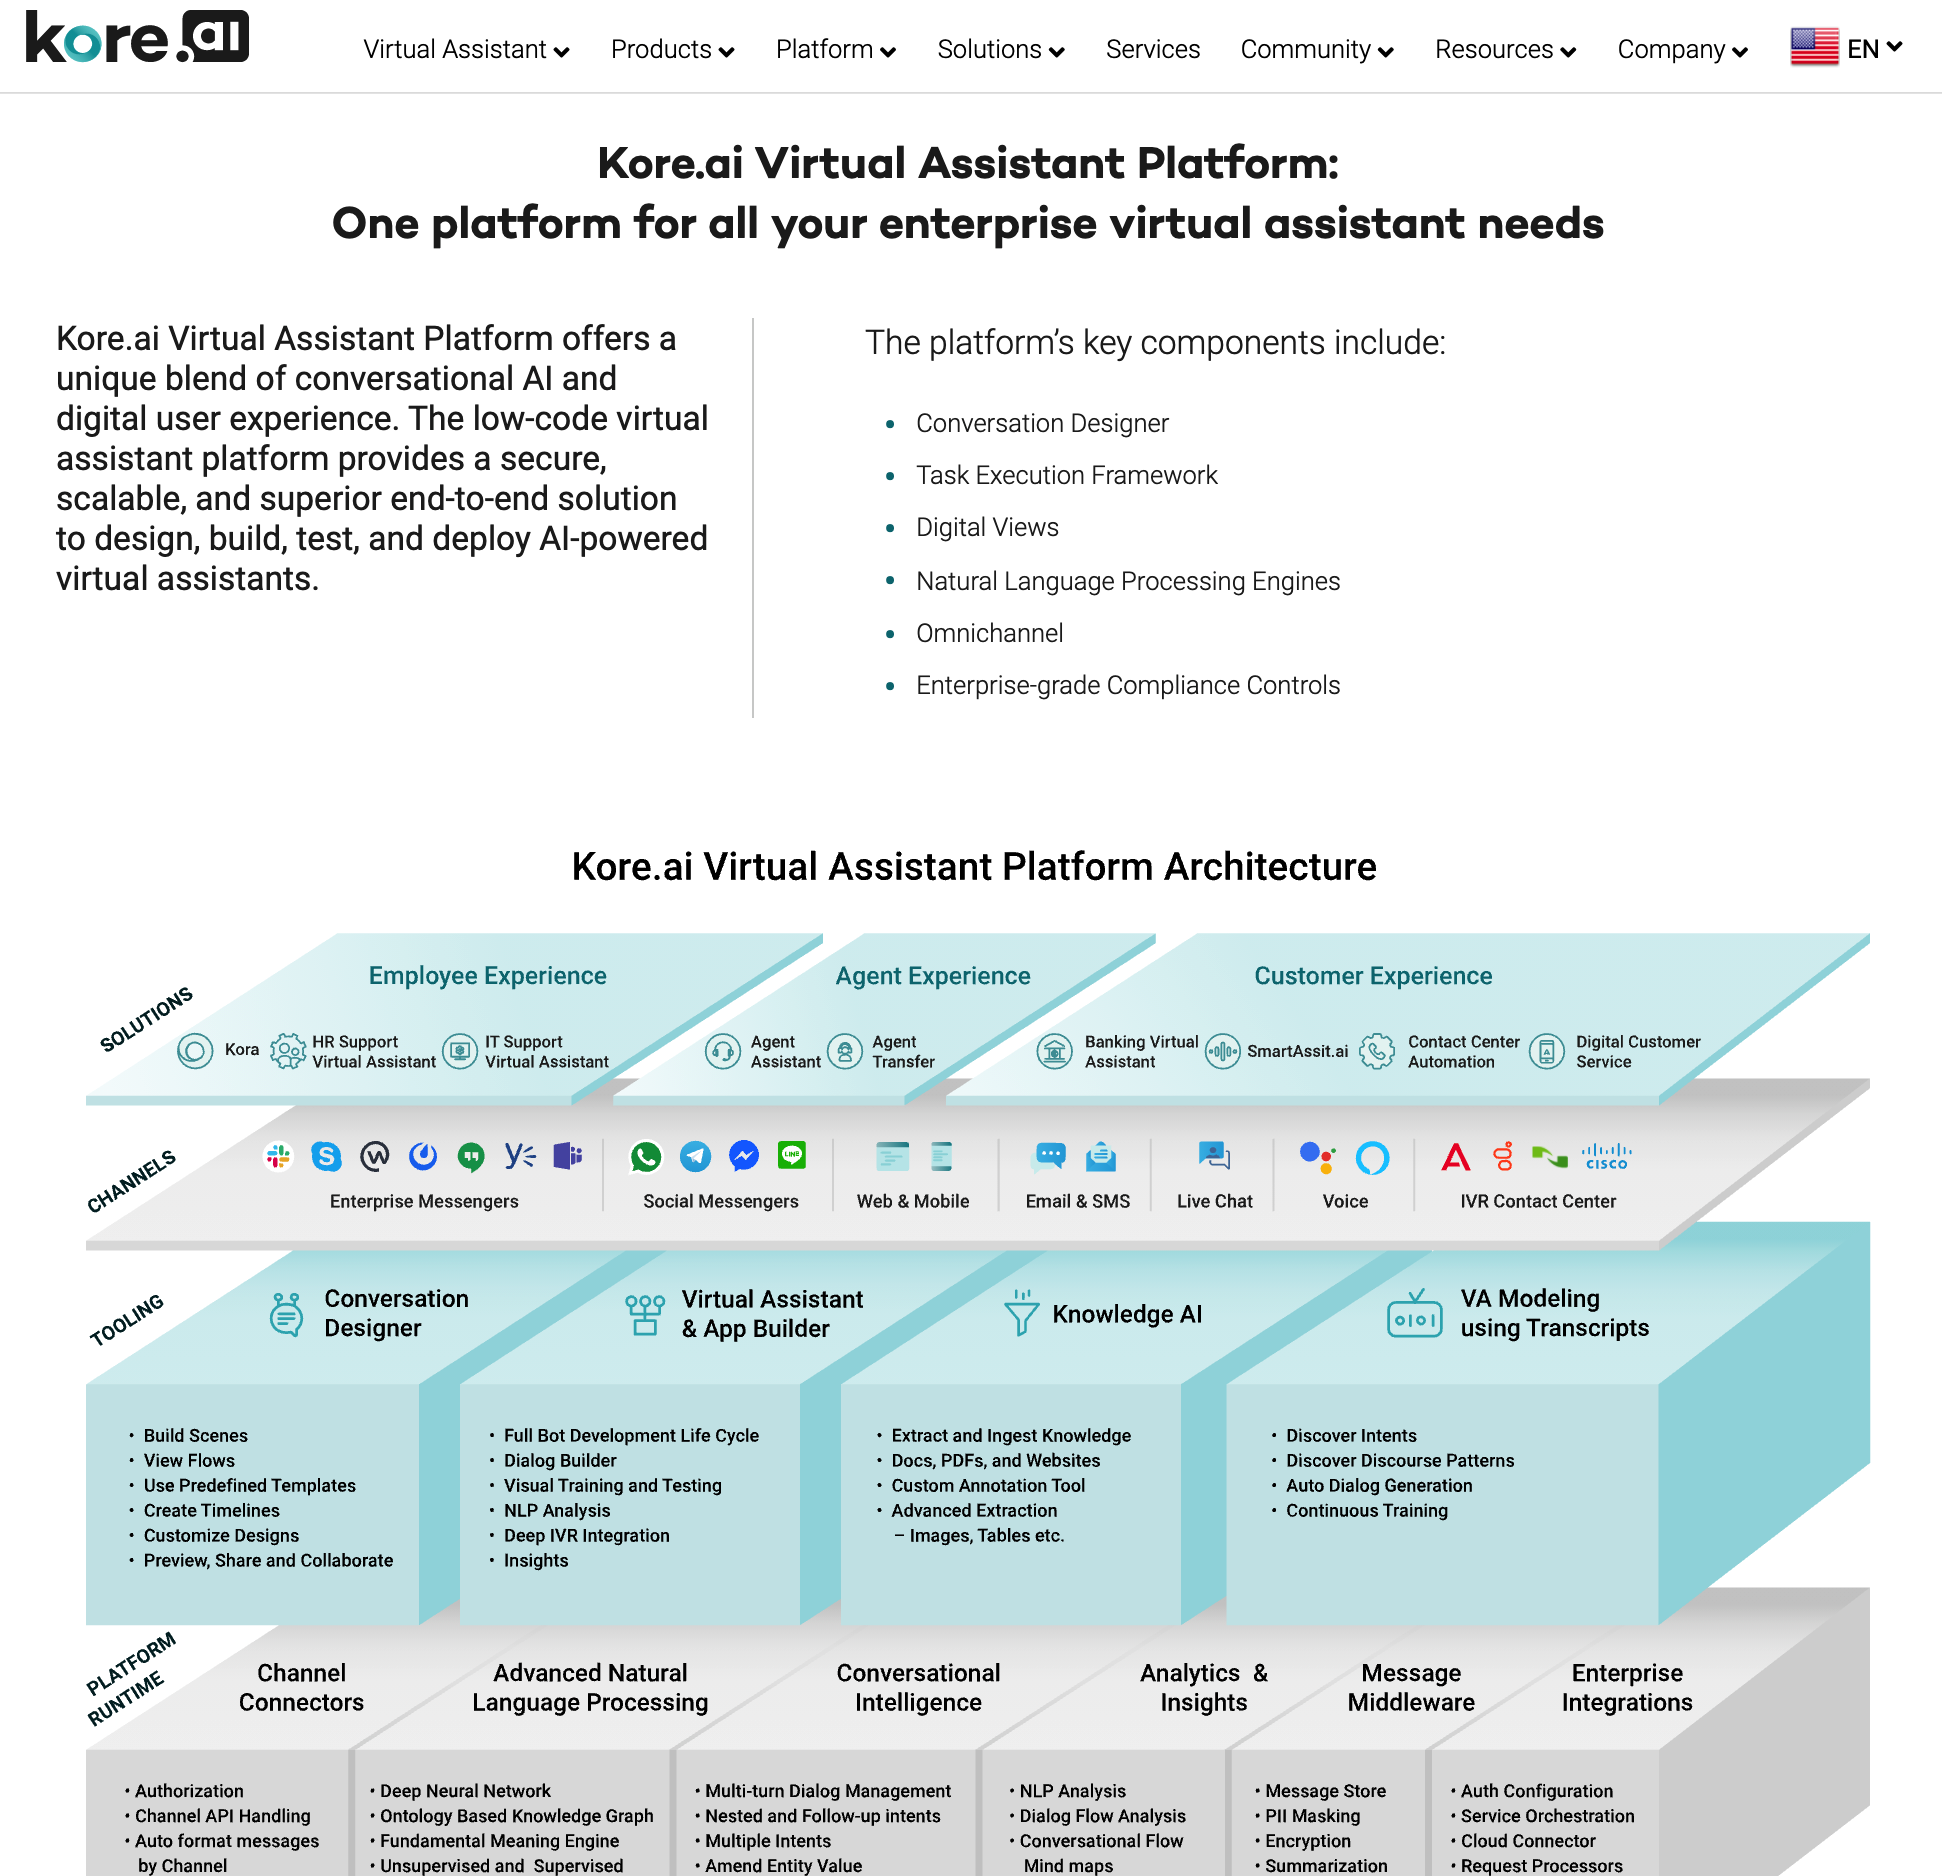 kore.ai
Virtual Assistant Products Platform Solutions Services Community Resources Company EN
Kore.ai Virtual Assistant Platform:
One platform for all your enterprise virtual assistant needs
Kore.ai Virtual Assistant Platform offers a
unique blend of conversational AI and
digital user experience. The low-code virtual
assistant platform provides a secure,
scalable, and superior end-to-end solution
to design, build, test, and deploy AI-powered
virtual assistants.
The platform's key components include:
• Conversation Designer
• Task Execution Framework
• Digital Views
• Natural Language Processing Engines
• Omnichannel
• Enterprise-grade Compliance Controls
Kore.ai Virtual Assistant Platform Architecture
SOLUTIONS
Employee Experience
Kora
HR Support
Virtual Assistant
IT Support
Virtual Assistant
Agent Experience
Agent
Assistant
Agent
Transfer
Customer Experience
Banking Virtual
Assistant
SmartAssit.ai
Contact Center
Automation
Digital Customer
Service
CHANNELS
Enterprise Messengers
LINE
Social Messengers
Web & Mobile
Email & SMS
Live Chat
Voice
CISCO
IVR Contact Center
TOOLING
Conversation
Designer
• Build Scenes
• View Flows
• Use Predefined Templates
• Create Timelines
• Customize Designs
• Preview, Share and Collaborate
Virtual Assistant
& App Builder
• Full Bot Development Life Cycle
• Dialog Builder
• Visual Training and Testing
• NLP Analysis
• Deep IVR Integration
• Insights
Knowledge AI
• Extract and Ingest Knowledge
• Docs, PDFs, and Websites
• Custom Annotation Tool
• Advanced Extraction
– Images, Tables etc.
VA Modeling
using Transcripts
• Discover Intents
• Discover Discourse Patterns
• Auto Dialog Generation
• Continuous Training
PLATFORM
RUNTIME
Channel
Connectors
• Authorization
• Channel API Handling
• Auto format messages
by Channel
Advanced Natural
Language Processing
• Deep Neural Network
• Ontology Based Knowledge Graph
• Fundamental Meaning Engine
• Unsupervised and Supervised
Conversational
Intelligence
• Multi-turn Dialog Management
• Nested and Follow-up intents
• Multiple Intents
• Amend Entity Value
Analytics &
Insights
• NLP Analysis
• Dialog Flow Analysis
• Conversational Flow
Mind maps
Message
Middleware
• Message Store
• PII Masking
• Encryption
• Summarization
Enterprise
Integrations
• Auth Configuration
• Service Orchestration
• Cloud Connector
• Request Processors